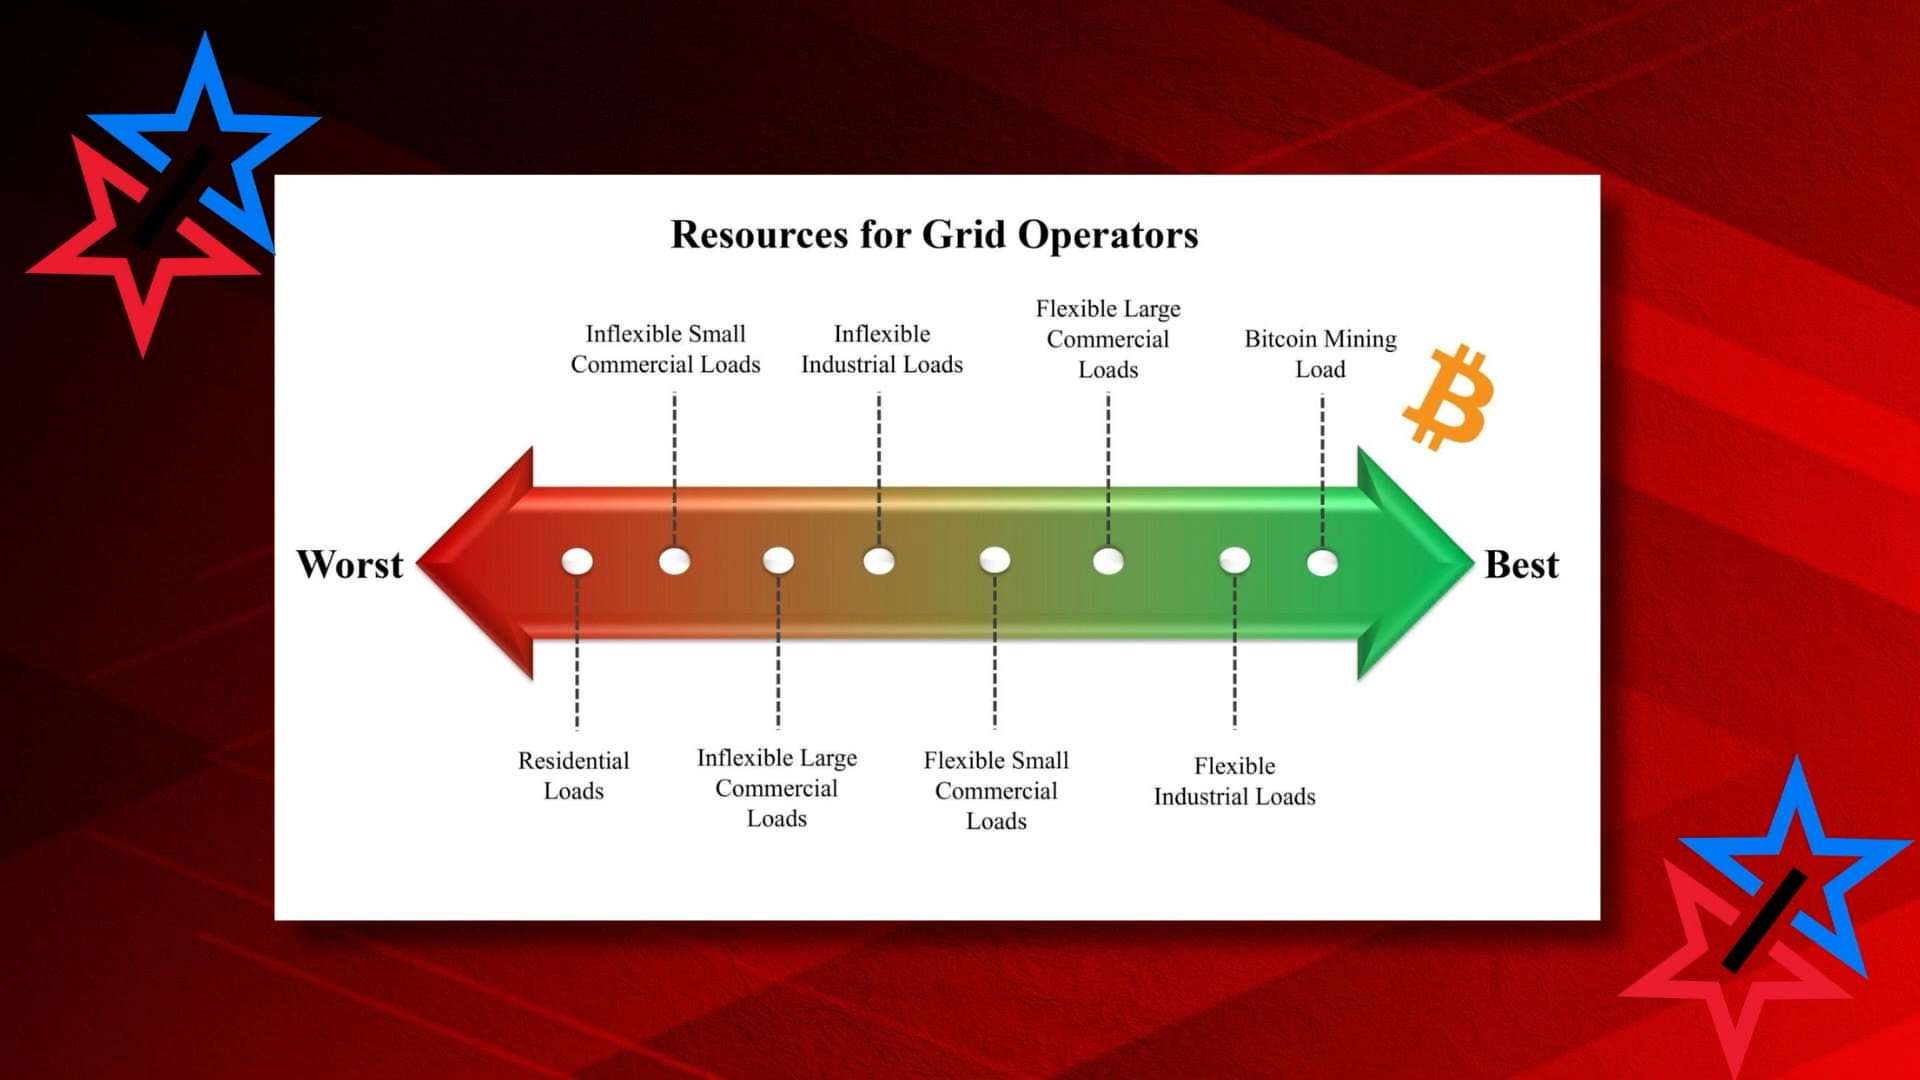 Resources for Grid Operators
Inflexible Small
Commercial Loads
Inflexible
Industrial Loads
Flexible Large
Commercial
Loads
Bitcoin Mining
Load
Worst
Best
Residential
Loads
Inflexible Large
Commercial
Loads
Flexible Small
Commercial
Loads
Flexible
Industrial Loads